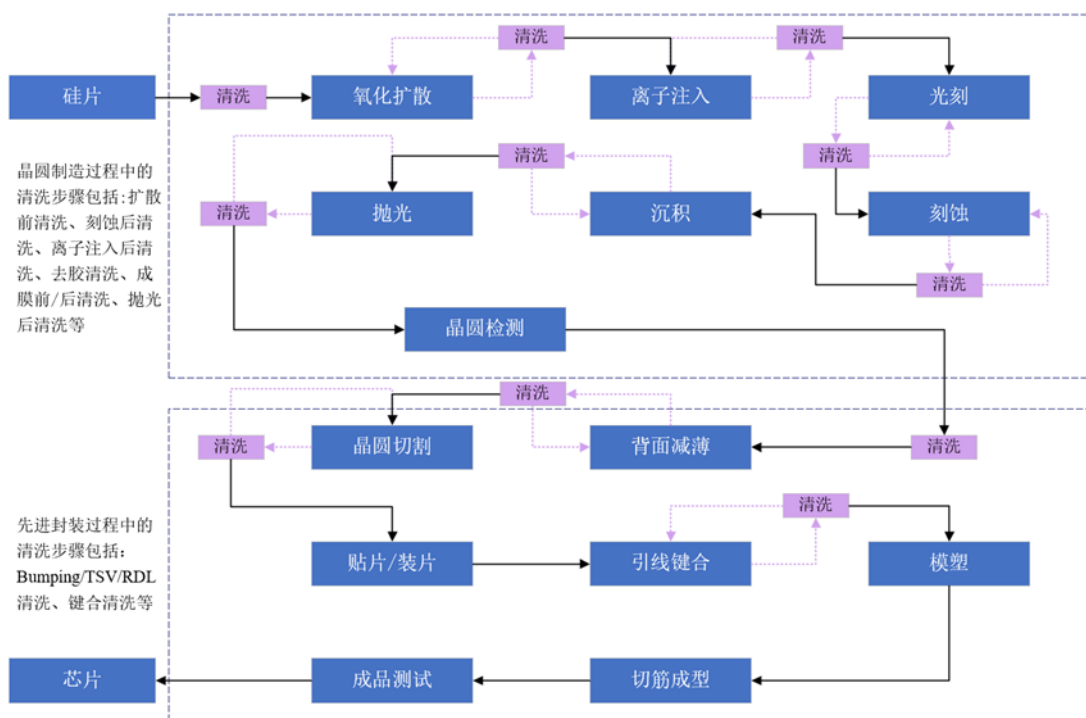 清洗
清洗
硅片
清洗
氧化扩散
离子注入
光刻
清洗
清洗
晶圆制造过程中的
清洗步骤包括:扩散
前清洗、刻蚀后清
洗、离子注入后清
洗、去胶清洗、成
膜前/后清洗、抛光
后清洗等
清洗
抛光
沉积
刻蚀
清洗
晶圆检测
清洗
清洗
晶圆切割
背面减薄
清洗
清洗
先进封装过程中的
清洗步骤包括：
Bumping/TSV/RDL
清洗、键合清洗等
贴片/装片
引线键合
模塑
芯片
成品测试
切筋成型